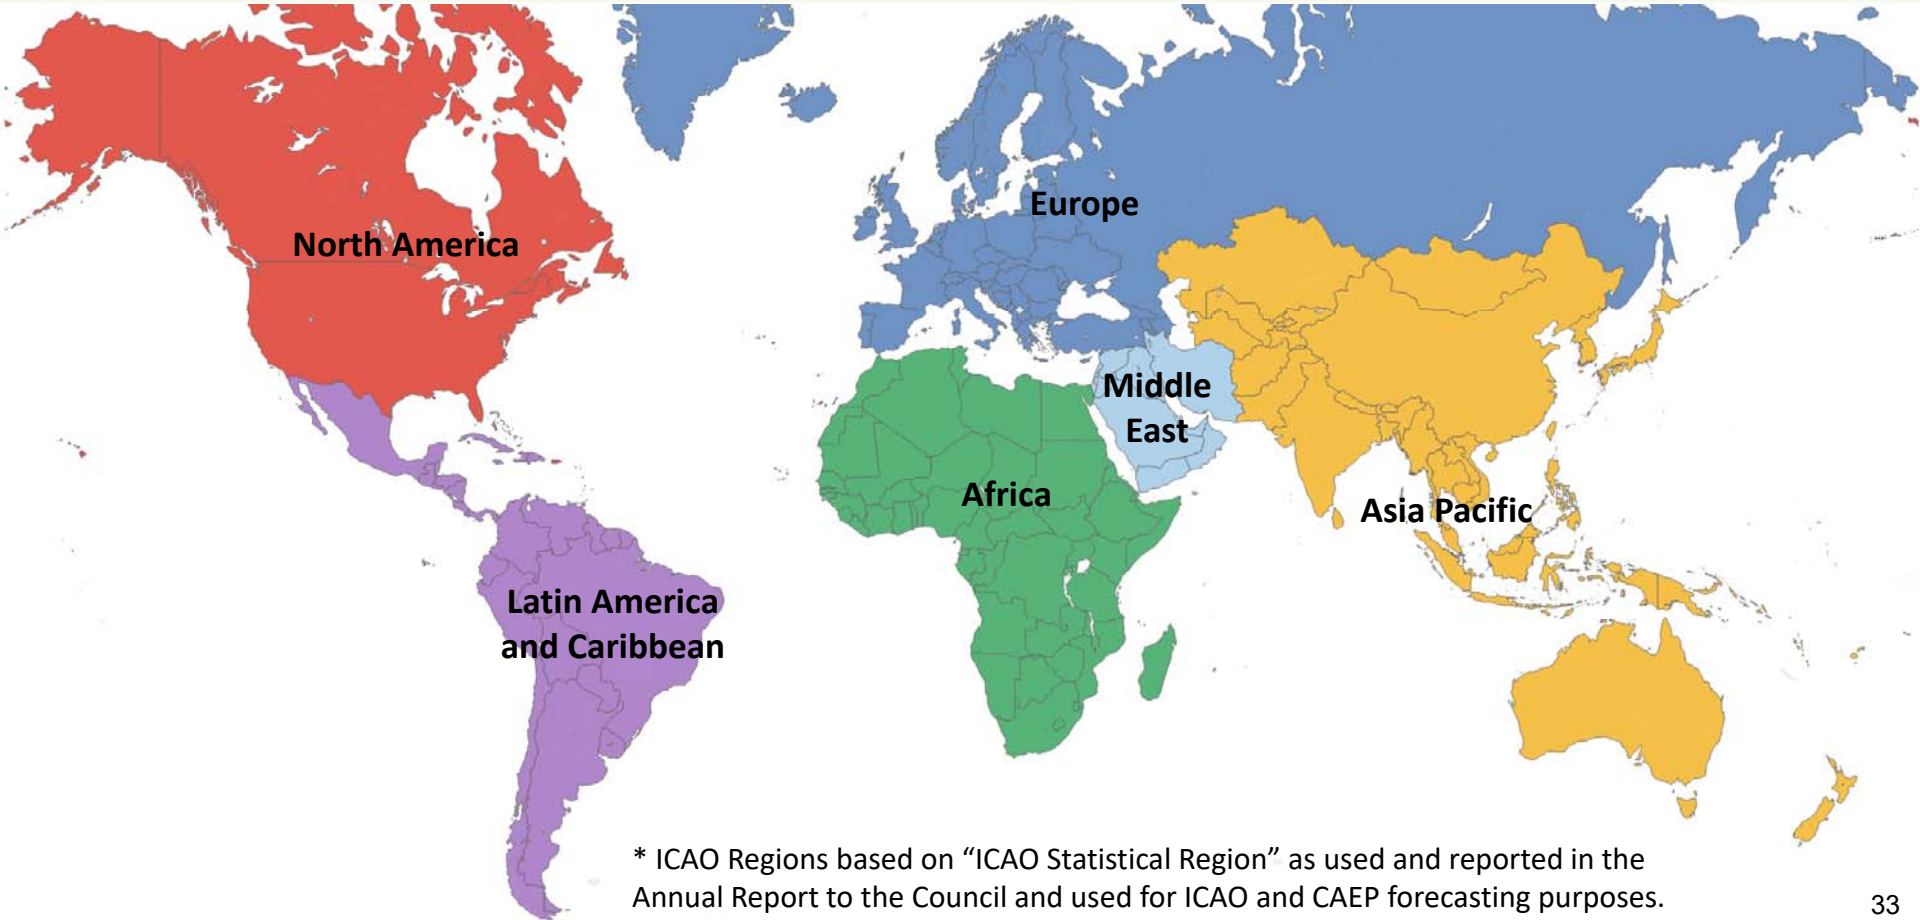 Europe
North America
Middle
East
Africa
Asia Pacific
Latin America
and Caribbean
* ICAO Regions based on “ICAO Statistical Region” as used and reported in the
Annual Report to the Council and used for ICAO and CAEP forecasting purposes.
33